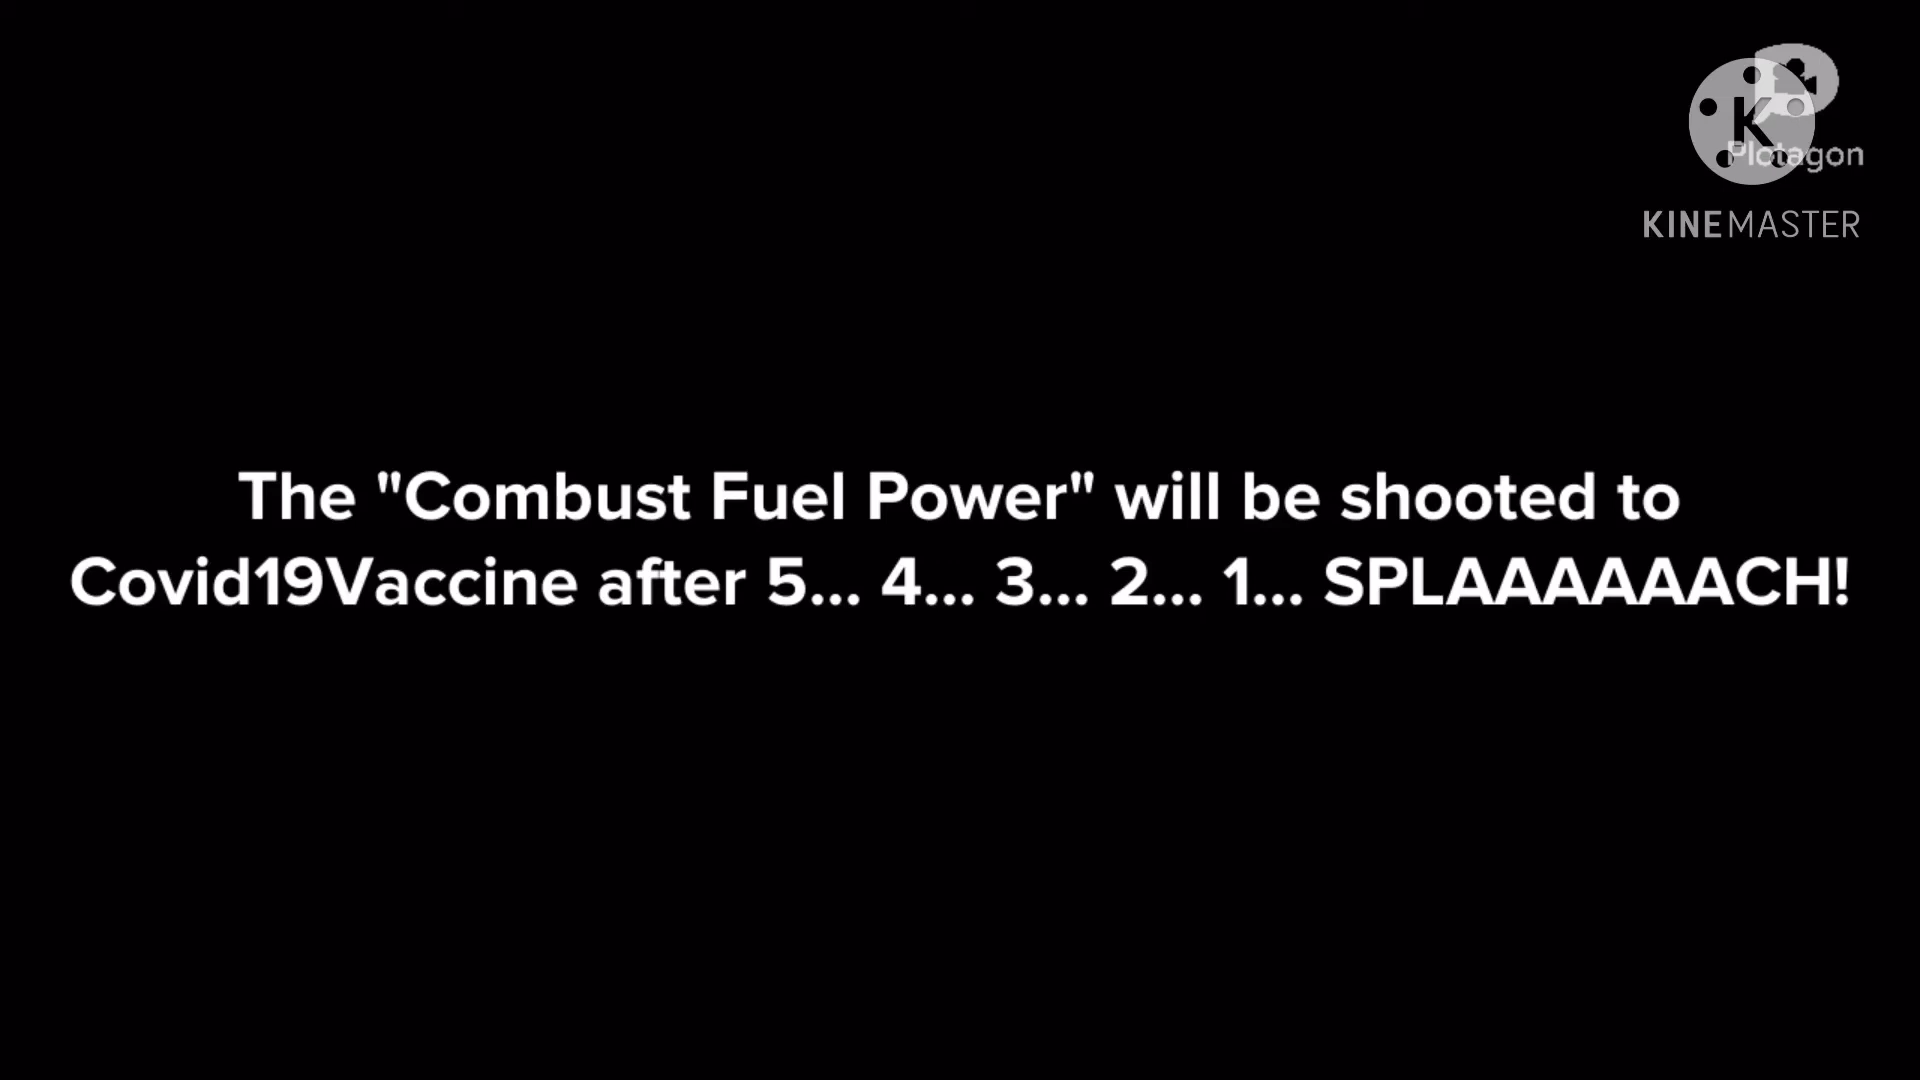 K
Plotagon
KINEMASTER
The "Combust Fuel Power" will be shooted to
Covid19Vaccine after 5... 4... 3... 2... 1... SPLAAAAAACH!